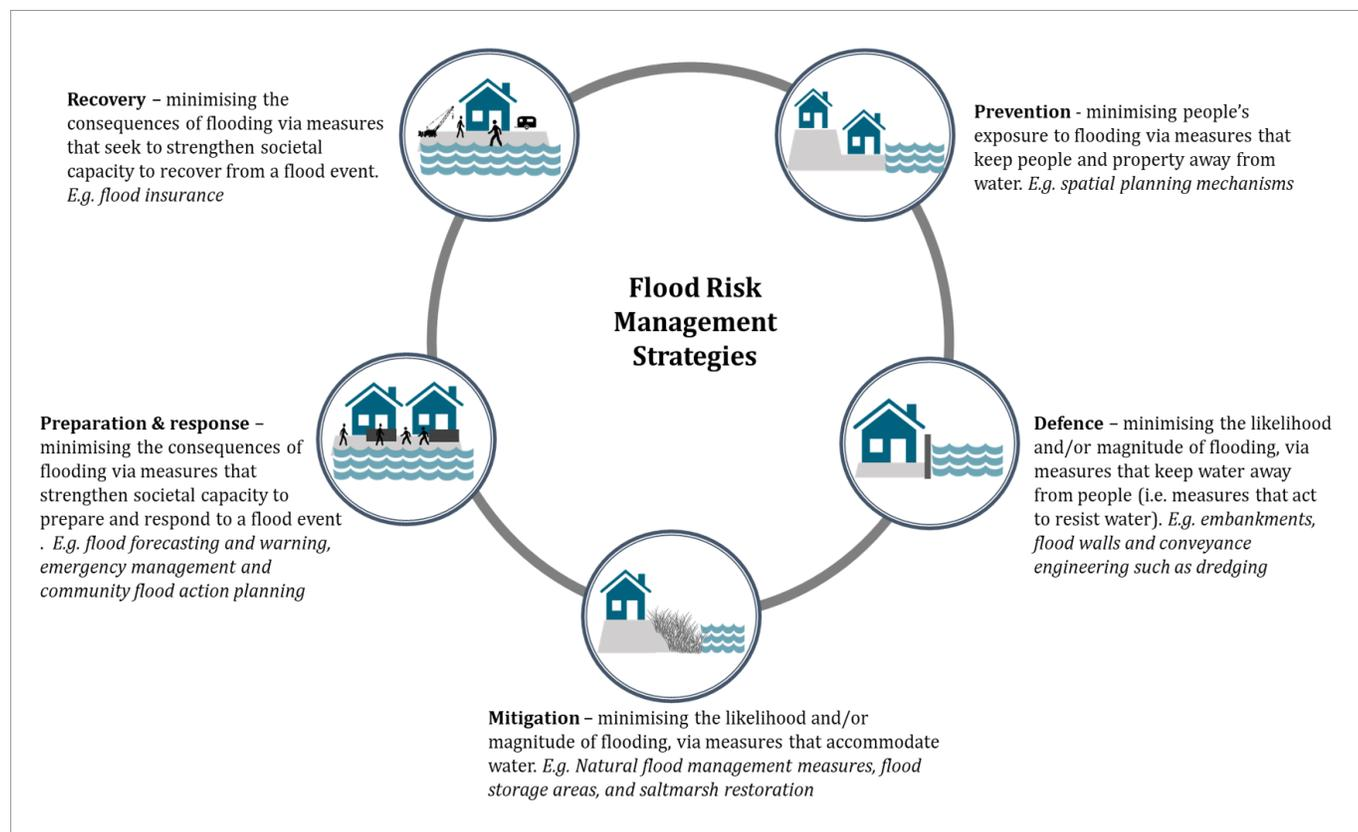 Flood Risk
Management
Strategies
Recovery – minimising the
consequences of flooding via measures
that seek to strengthen societal
capacity to recover from a flood event.
E.g. flood insurance
Prevention - minimising people's
exposure to flooding via measures that
keep people and property away from
water. E.g. spatial planning mechanisms
Preparation & response –
minimising the consequences of
flooding via measures that
strengthen societal capacity to
prepare and respond to a flood event
. E.g. flood forecasting and warning,
emergency management and
community flood action planning
Defence – minimising the likelihood
and/or magnitude of flooding, via
measures that keep water away
from people (i.e. measures that act
to resist water). E.g. embankments,
flood walls and conveyance
engineering such as dredging
Mitigation – minimising the likelihood and/or
magnitude of flooding, via measures that accommodate
water. E.g. Natural flood management measures, flood
storage areas, and saltmarsh restoration